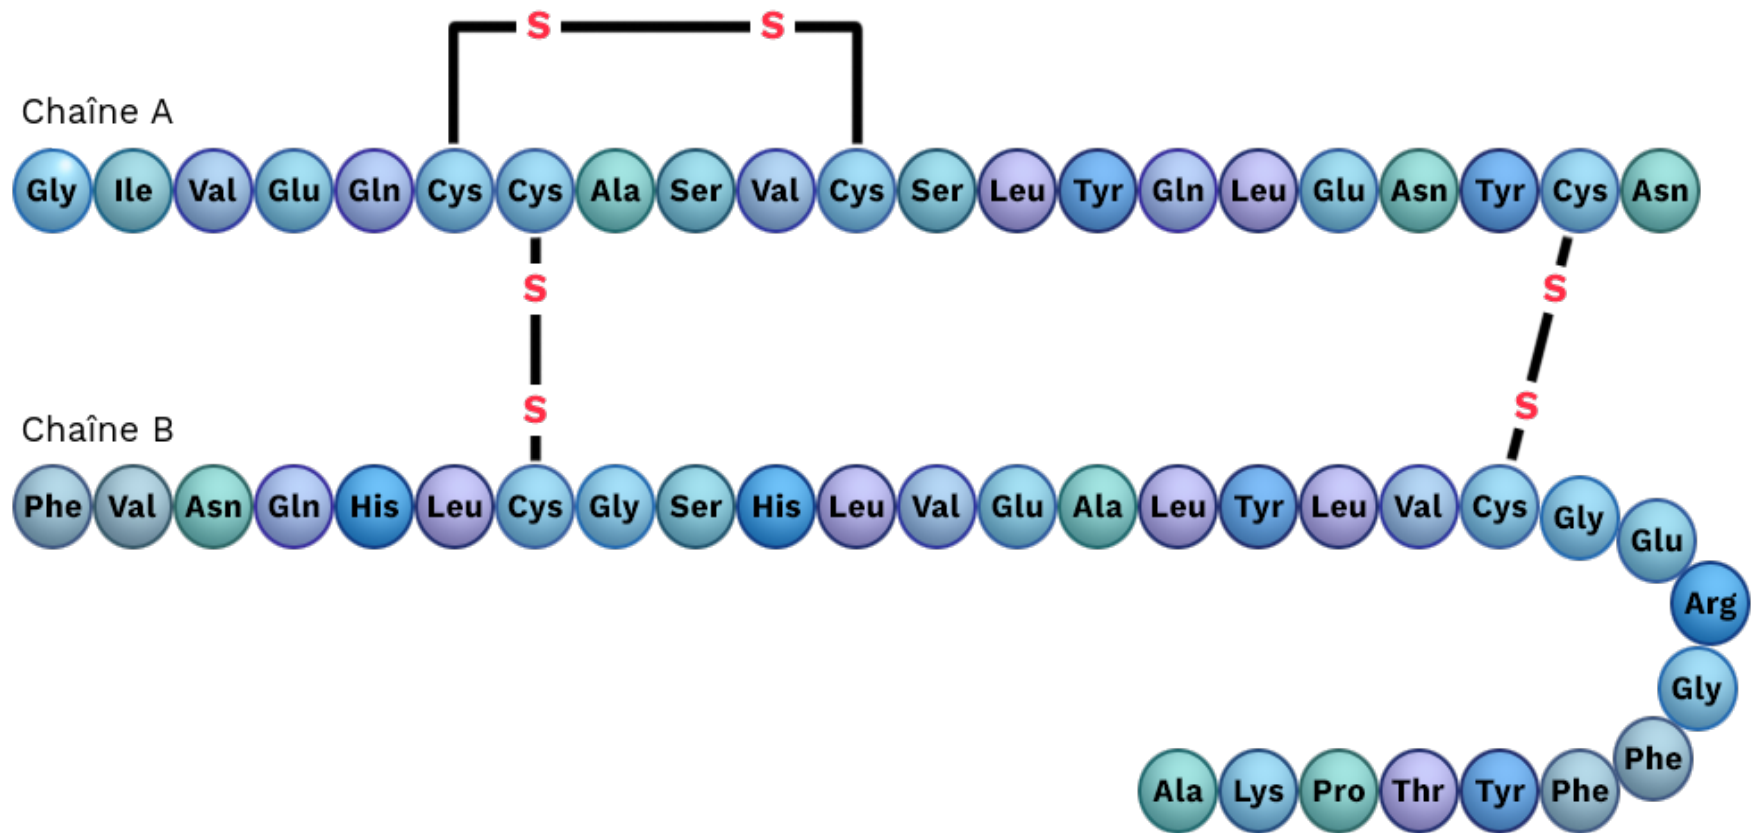 S S
Chaîne A
Gly Ile Val Glu Gln Cys Cys Ala Ser Val Cys Ser Leu Tyr Gln Leu Glu Asn Tyr Cys Asn
S S
S S
Chaîne B
Phe Val Asn Gln His Leu Cys Gly Ser His Leu Val Glu Ala Leu Tyr Leu Val Cys Gly Glu
Arg
Gly
Phe
Ala Lys Pro Thr Tyr Phe